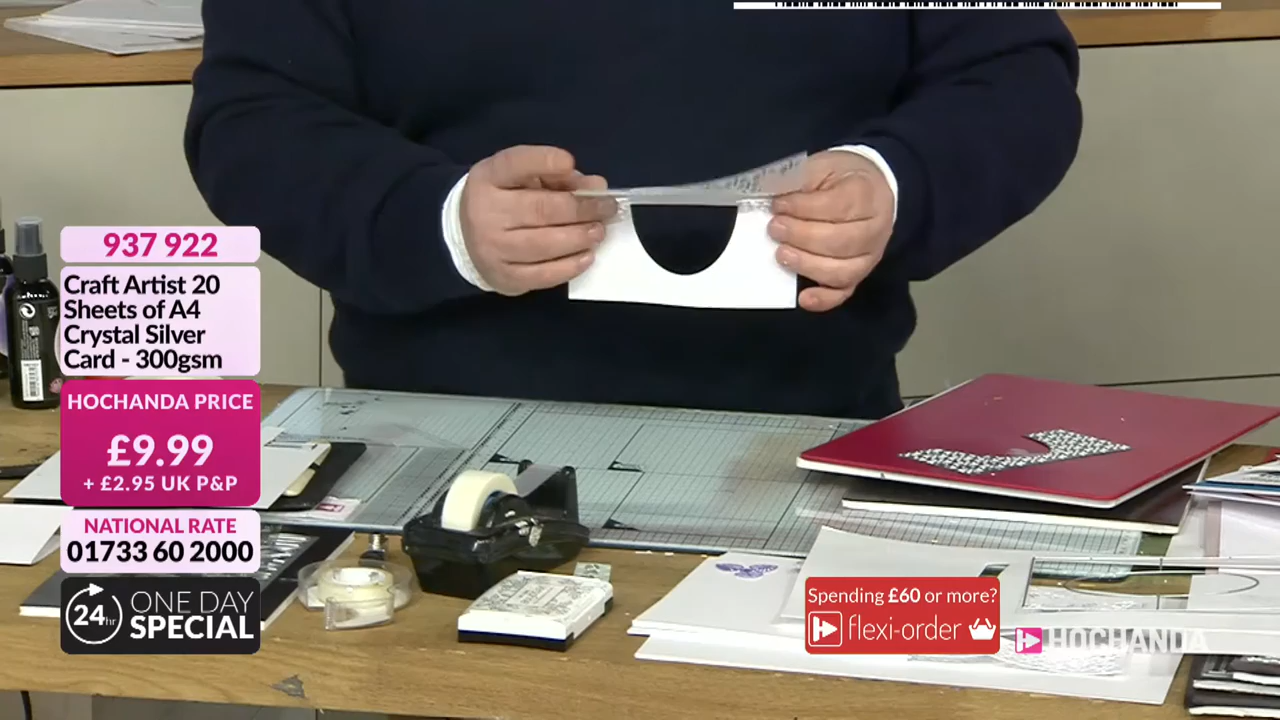 937 922
Craft Artist 20
Sheets of A4
Crystal Silver
Card - 300gsm
HOCHANDA PRICE
£9.99
+ £2.95 UK P&P
NATIONAL RATE
01733 60 2000
24hr
ONE DAY
SPECIAL
Spending £60 or more?
flexi-order
HOCHANDA